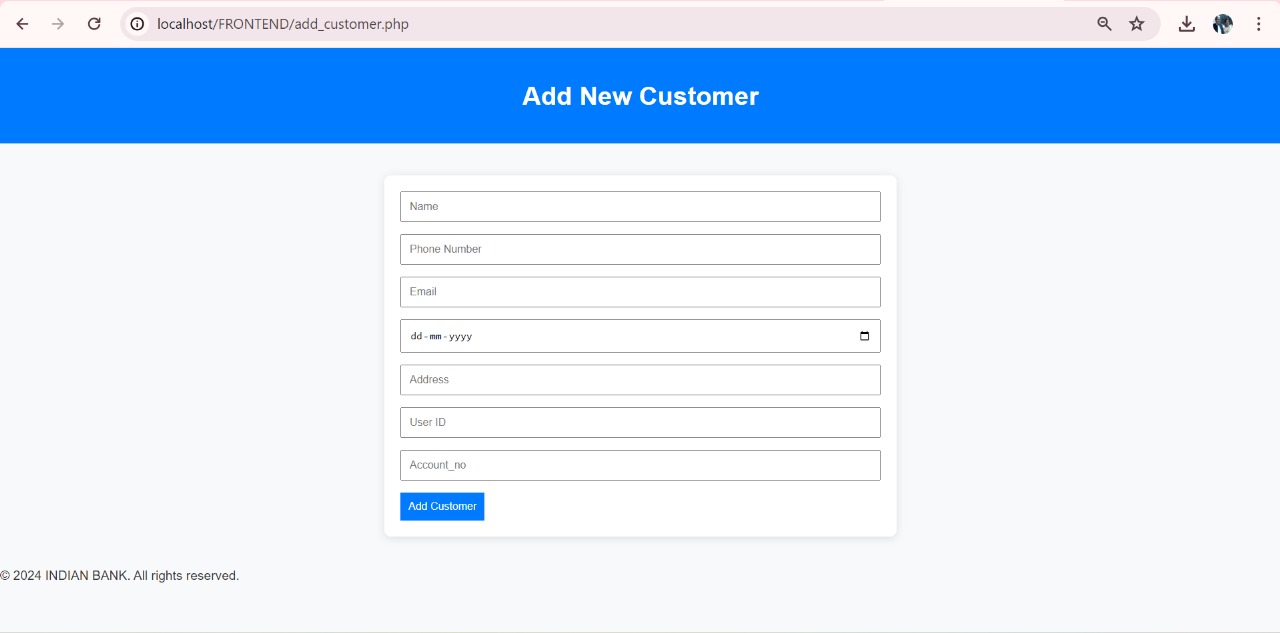 localhost/FRONTEND/add_customer.php
Add New Customer
Name
Phone Number
Email
dd-mm-yyyy
Address
User ID
Account_no
Add Customer
© 2024 INDIAN BANK. All rights reserved.